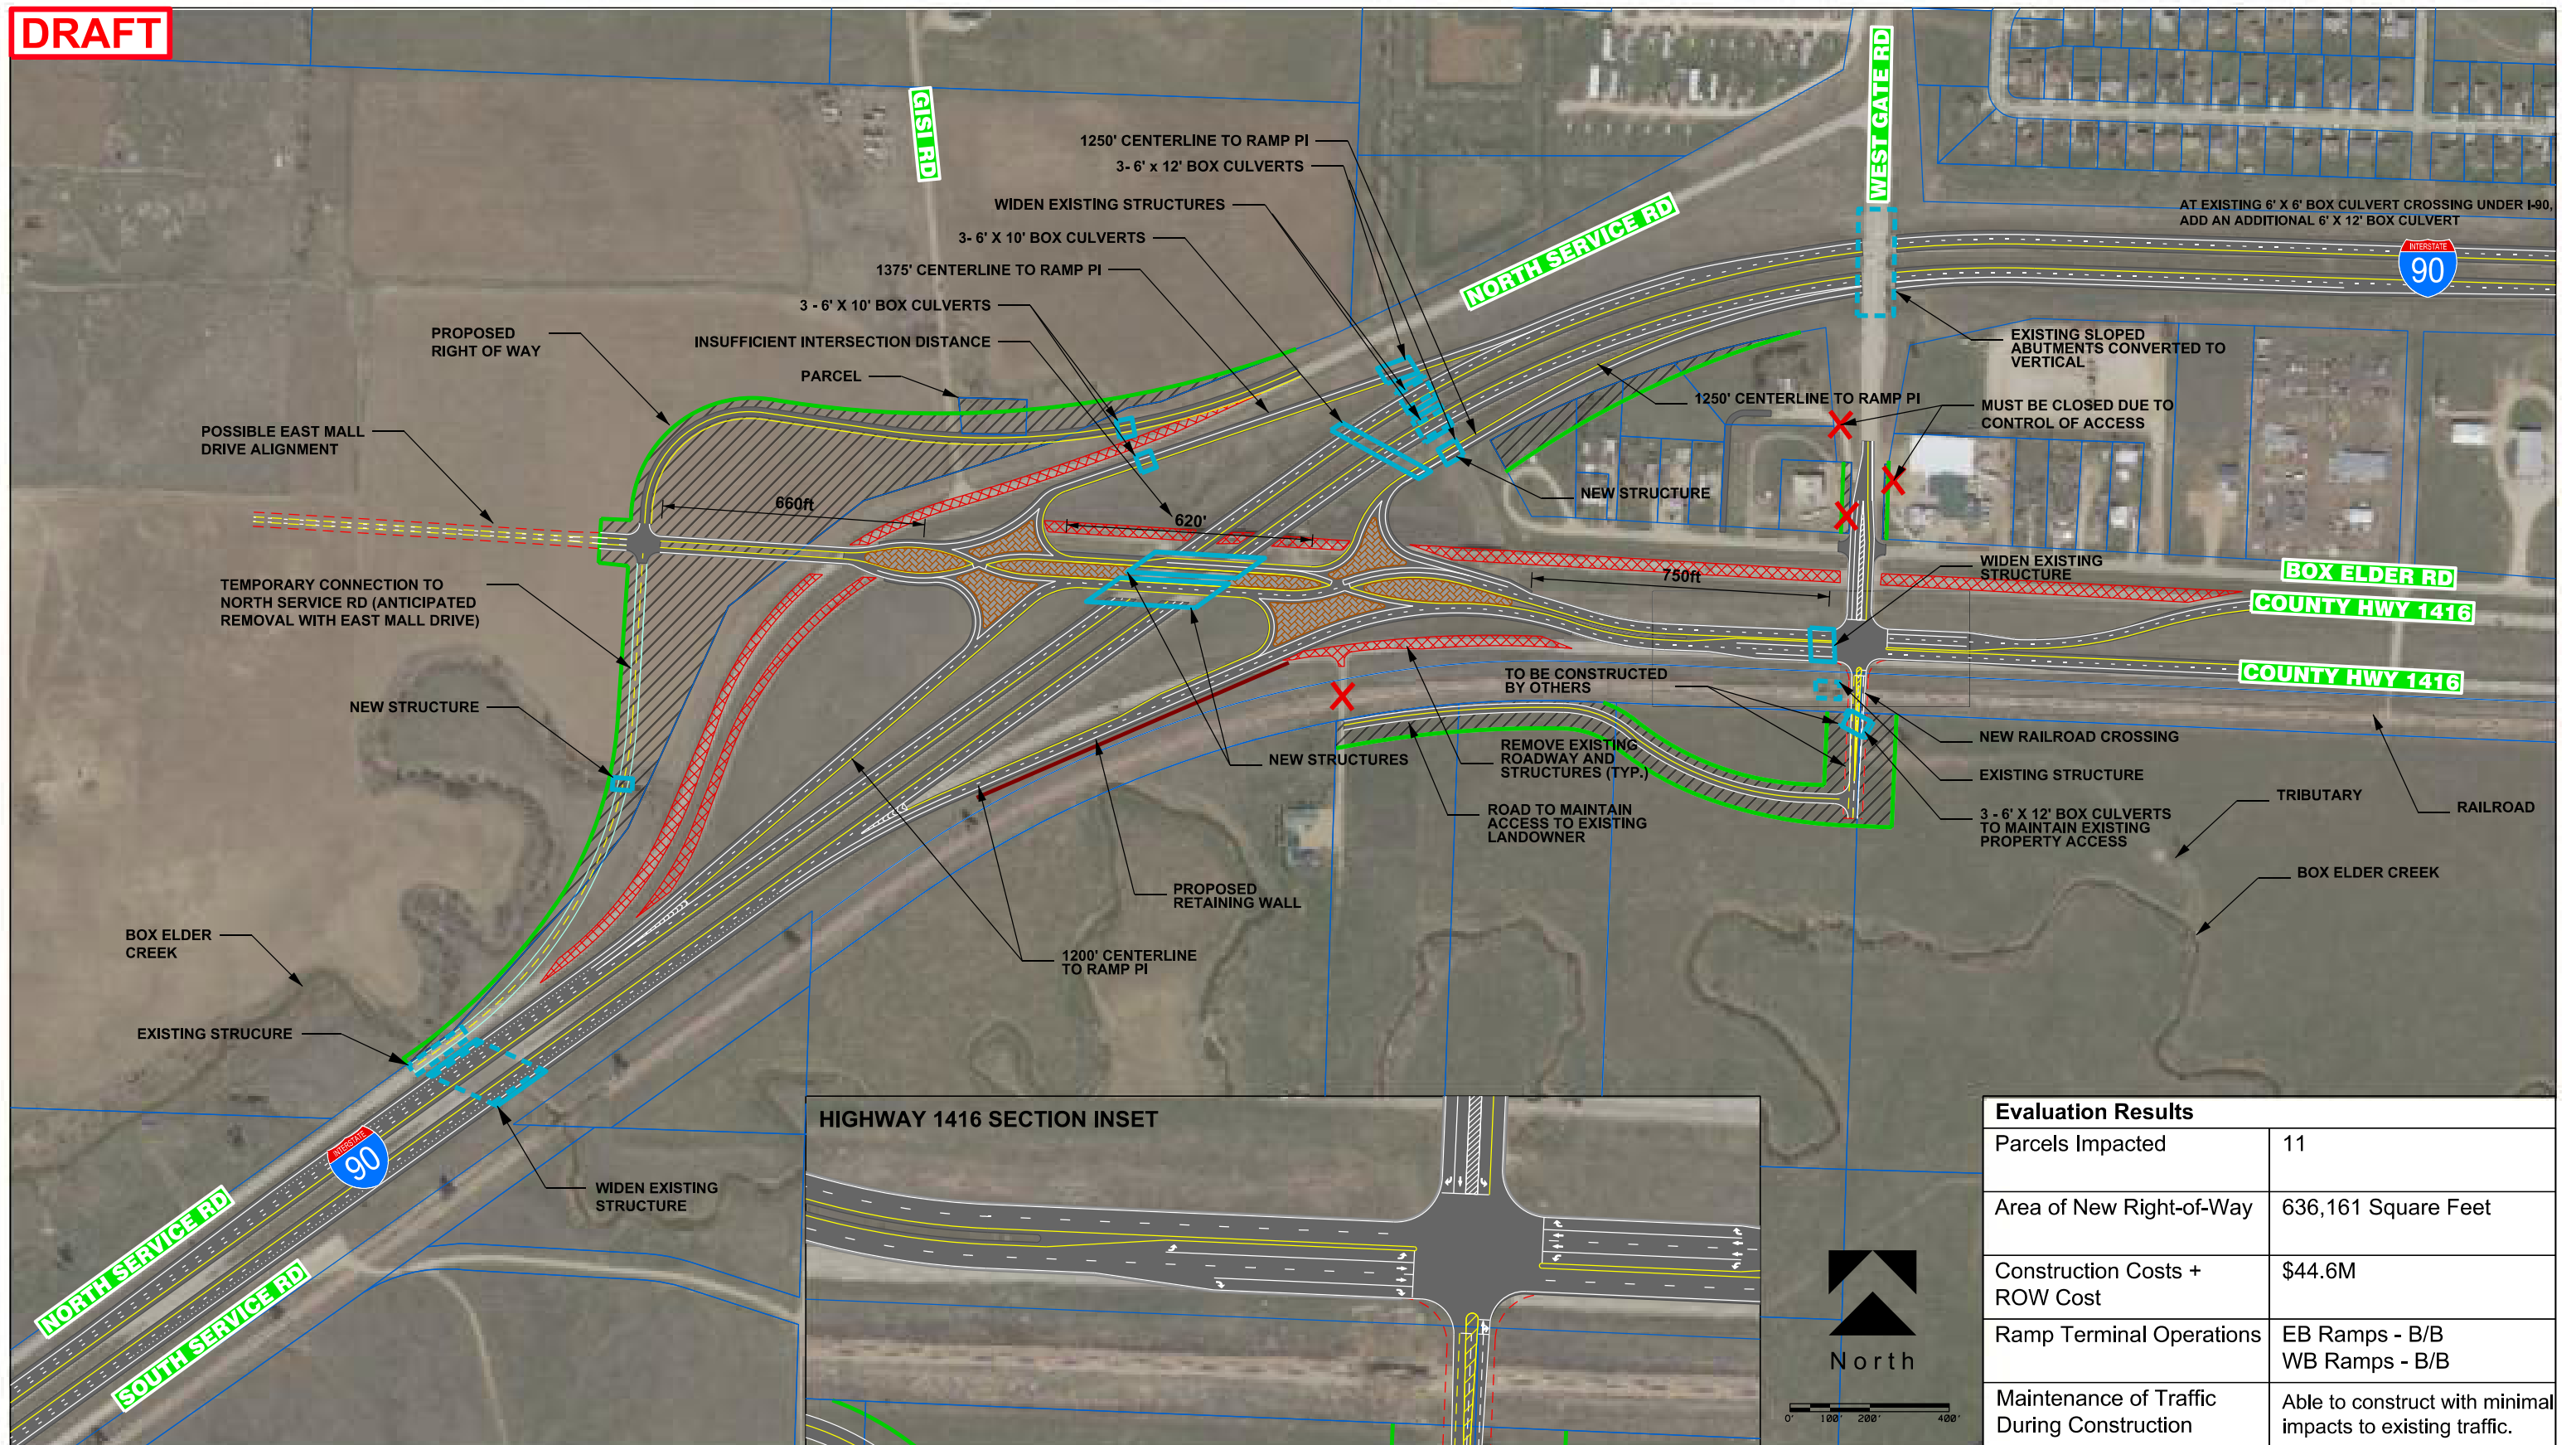 DRAFT
GISI RD
WEST GATE RD
1250' CENTERLINE TO RAMP PI
3- 6' x 12' BOX CULVERTS
WIDEN EXISTING STRUCTURES
3- 6' X 10' BOX CULVERTS
1375' CENTERLINE TO RAMP PI
3 - 6' X 10' BOX CULVERTS
INSUFFICIENT INTERSECTION DISTANCE
PARCEL
PROPOSED
RIGHT OF WAY
POSSIBLE EAST MALL
DRIVE ALIGNMENT
NORTH SERVICE RD
AT EXISTING 6' X 6' BOX CULVERT CROSSING UNDER I-90,
ADD AN ADDITIONAL 6' X 12' BOX CULVERT
INTERSTATE
90
EXISTING SLOPED
ABUTMENTS CONVERTED TO
VERTICAL
1250' CENTERLINE TO RAMP PI
MUST BE CLOSED DUE TO
CONTROL OF ACCESS
NEW STRUCTURE
660ft
620'
750ft
WIDEN EXISTING
STRUCTURE
BOX ELDER RD
COUNTY HWY 1416
COUNTY HWY 1416
TEMPORARY CONNECTION TO
NORTH SERVICE RD (ANTICIPATED
REMOVAL WITH EAST MALL DRIVE)
NEW STRUCTURE
TO BE CONSTRUCTED
BY OTHERS
NEW STRUCTURES
REMOVE EXISTING
ROADWAY AND
STRUCTURES (TYP.)
ROAD TO MAINTAIN
ACCESS TO EXISTING
LANDOWNER
NEW RAILROAD CROSSING
EXISTING STRUCTURE
3 - 6' X 12' BOX CULVERTS
TO MAINTAIN EXISTING
PROPERTY ACCESS
TRIBUTARY
RAILROAD
BOX ELDER CREEK
PROPOSED
RETAINING WALL
1200' CENTERLINE
TO RAMP PI
BOX ELDER
CREEK
EXISTING STRUCURE
INTERSTATE
90
WIDEN EXISTING
STRUCTURE
NORTH SERVICE RD
SOUTH SERVICE RD
HIGHWAY 1416 SECTION INSET
North
0' 100' 200' 400'
Evaluation Results
Parcels Impacted 11
Area of New Right-of-Way 636,161 Square Feet
Construction Costs + $44.6M
ROW Cost
Ramp Terminal Operations EB Ramps - B/B
WB Ramps - B/B
Maintenance of Traffic Able to construct with minimal
During Construction impacts to existing traffic.